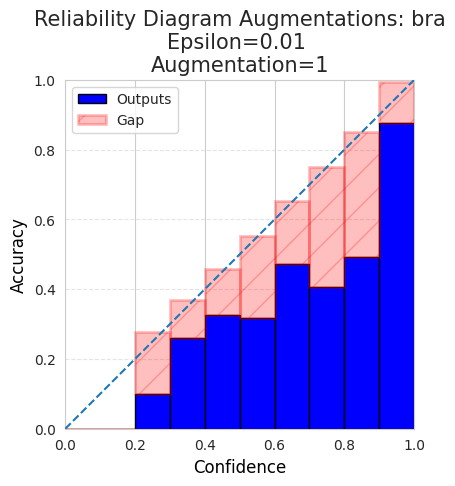 Reliability Diagram Augmentations: bra
Epsilon=0.01
Augmentation=1
1.0
0.8
0.6
0.4
0.2
0.0
Accuracy
Outputs
Gap
0.0 0.2 0.4 0.6 0.8 1.0
Confidence